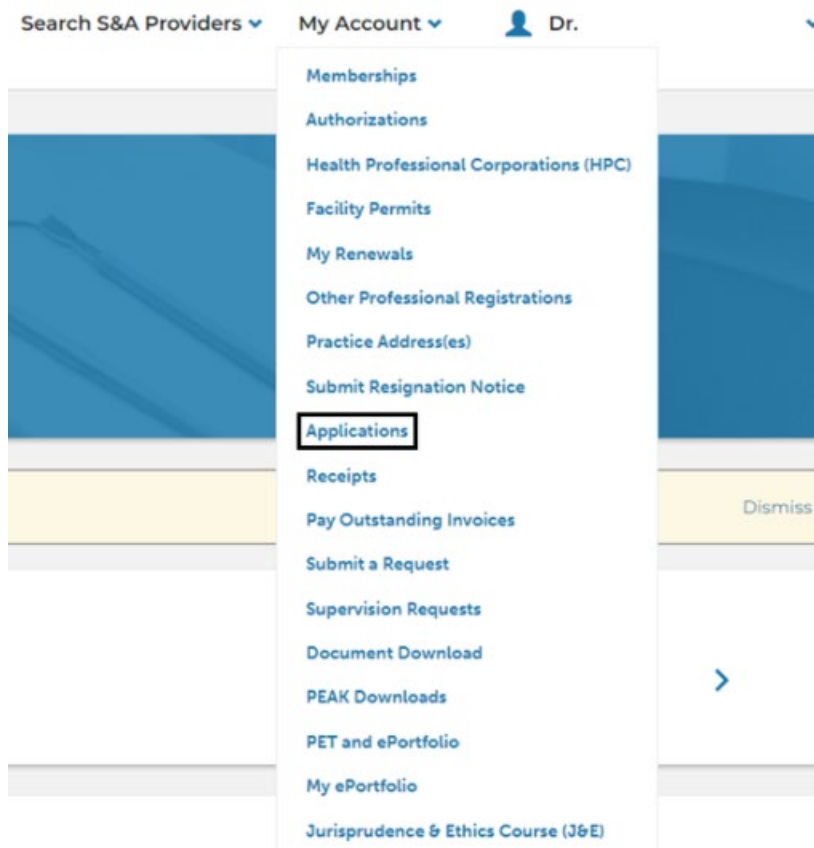 Search S&A Providers My Account Dr.
Memberships
Authorizations
Health Professional Corporations (HPC)
Facility Permits
My Renewals
Other Professional Registrations
Practice Address(es)
Submit Resignation Notice
Applications
Receipts
Pay Outstanding Invoices
Dismiss
Submit a Request
Supervision Requests
Document Download
PEAK Downloads
PET and ePortfolio
My ePortfolio
Jurisprudence & Ethics Course (J&E)